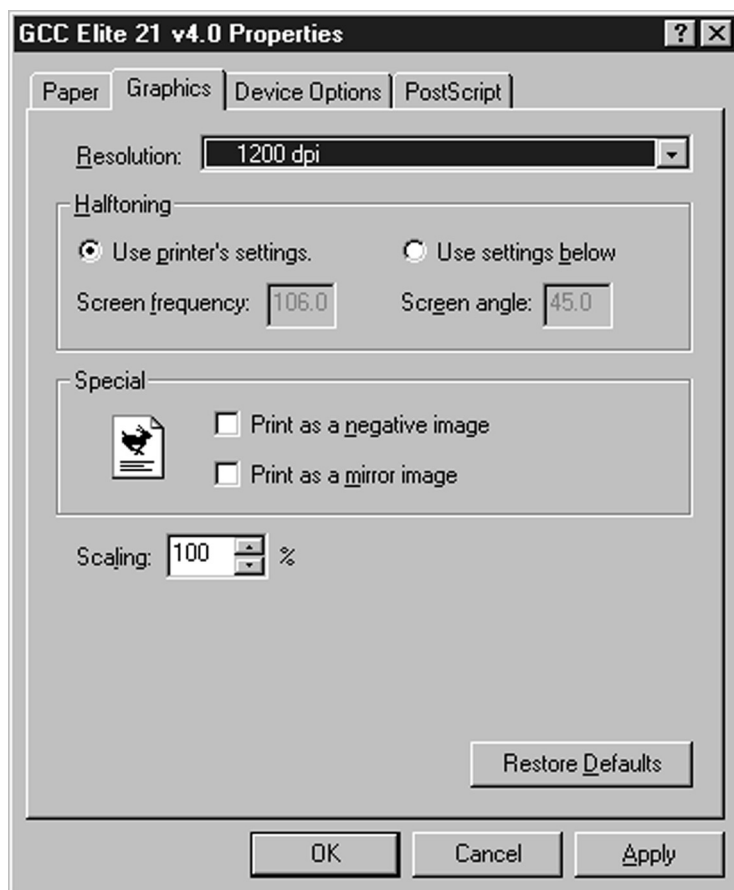 GCC Elite 21 v4.0 Properties
Paper Graphics Device Options PostScript
Resolution: 1200 dpi
Halftoning
Use printer's settings. Use settings below
Screen frequency: 106.0 Screen angle: 45.0
Special
Print as a negative image
Print as a mirror image
Scaling: 100 %
Restore Defaults
OK Cancel Apply